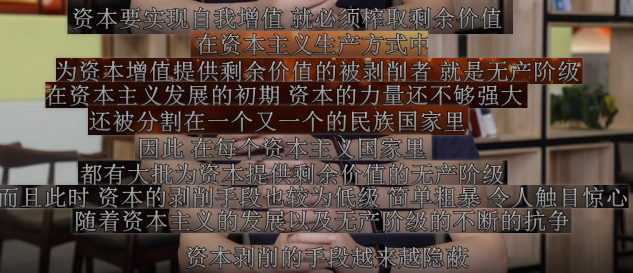 资本要实现自我增值 就必须榨取剩余价值
在资本主义生产方式中
为资本增值提供剩余价值的被剥削者 就是无产阶级
在资本主义发展的初期 资本的力量还不够强大
还被分割在一个又一个的民族国家里
因此 在每个资本主义国家里
都有大批为资本提供剩余价值的无产阶级
而且此时 资本的剥削手段也较为低级 简单粗暴 令人触目惊心
随着资本主义的发展以及无产阶级的不断的抗争
资本剥削的手段越来越隐蔽